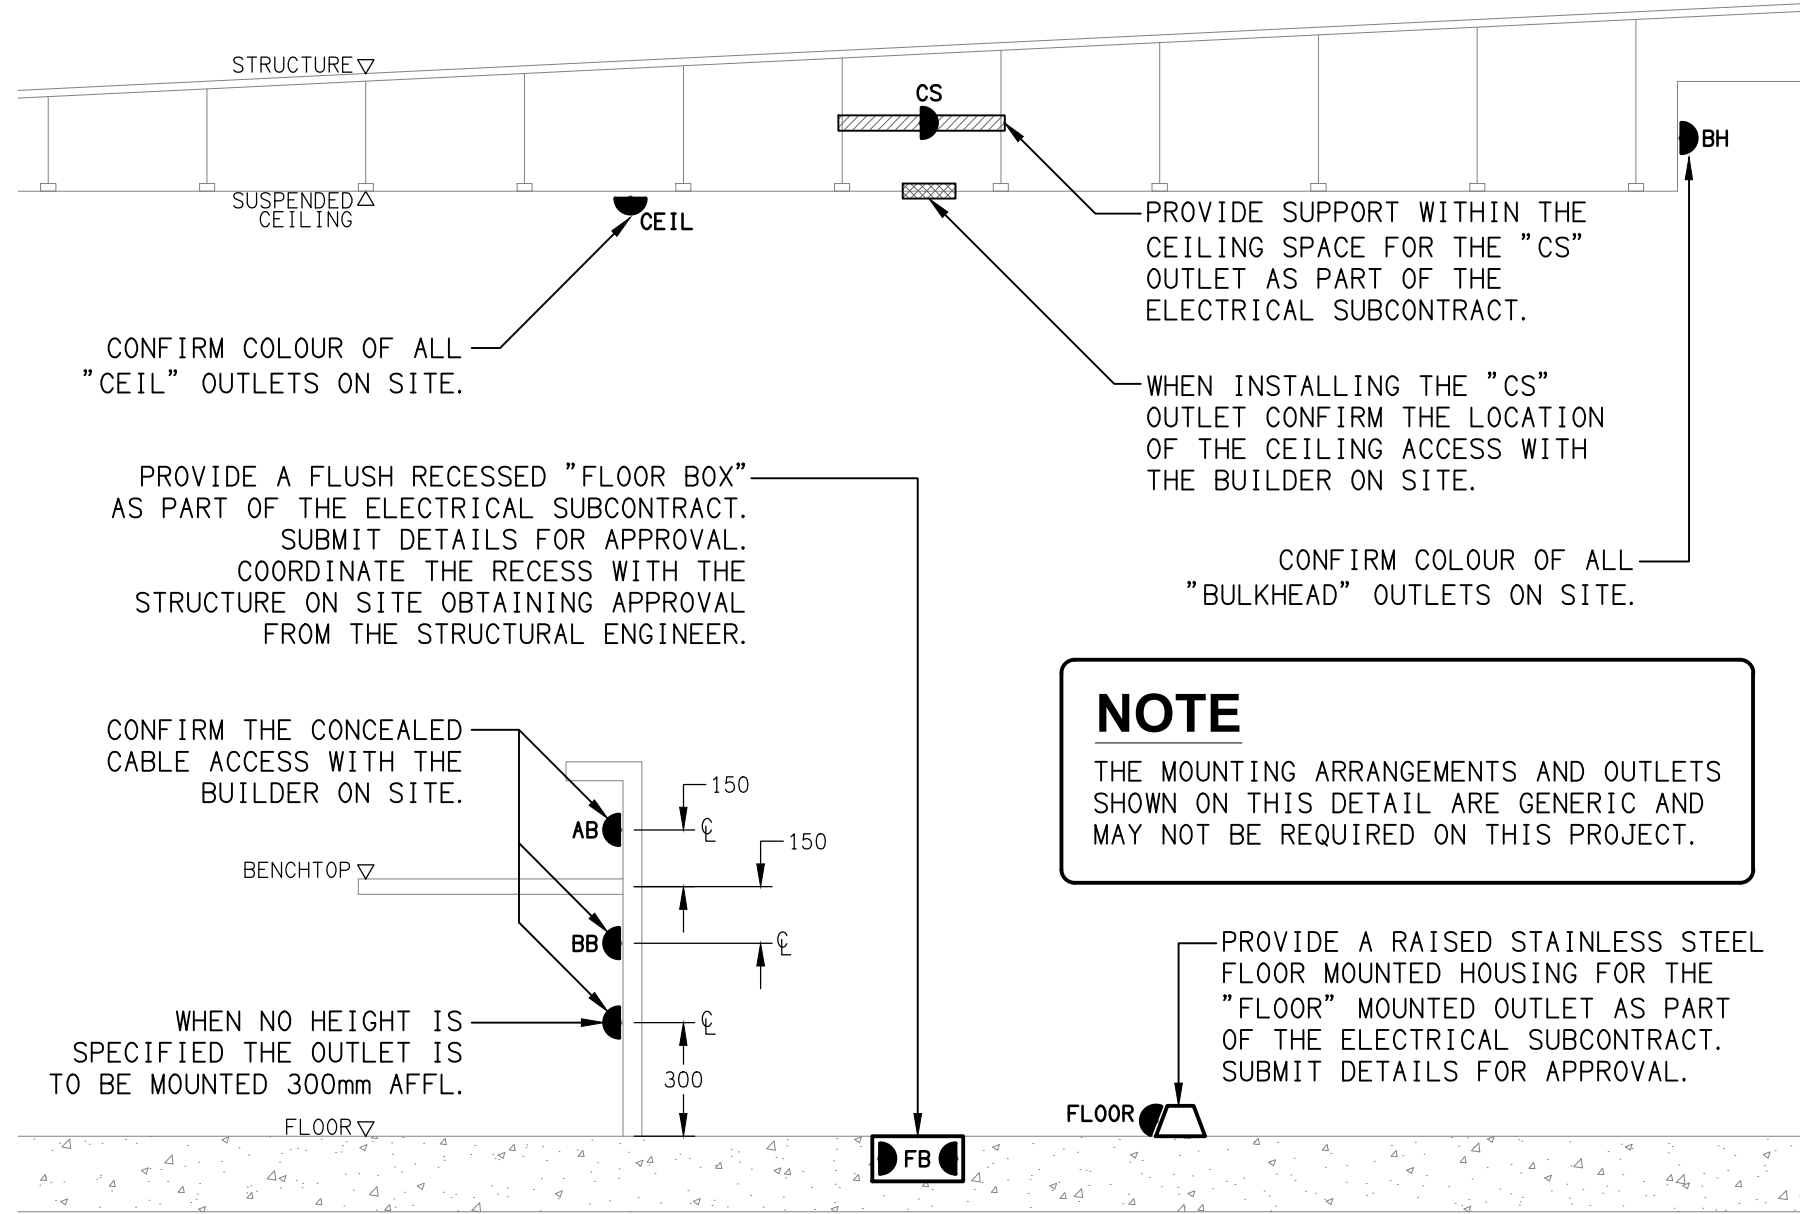 STRUCTURE
CS
BH
SUSPENDED
CEILING
CEIL
PROVIDE SUPPORT WITHIN THE
CEILING SPACE FOR THE "CS"
OUTLET AS PART OF THE
ELECTRICAL SUBCONTRACT.
CONFIRM COLOUR OF ALL
"CEIL" OUTLETS ON SITE.
WHEN INSTALLING THE "CS"
OUTLET CONFIRM THE LOCATION
OF THE CEILING ACCESS WITH
THE BUILDER ON SITE.
PROVIDE A FLUSH RECESSED "FLOOR BOX"
AS PART OF THE ELECTRICAL SUBCONTRACT.
SUBMIT DETAILS FOR APPROVAL.
COORDINATE THE RECESS WITH THE
STRUCTURE ON SITE OBTAINING APPROVAL
FROM THE STRUCTURAL ENGINEER.
CONFIRM COLOUR OF ALL
"BULKHEAD" OUTLETS ON SITE.
NOTE
THE MOUNTING ARRANGEMENTS AND OUTLETS
SHOWN ON THIS DETAIL ARE GENERIC AND
MAY NOT BE REQUIRED ON THIS PROJECT.
CONFIRM THE CONCEALED
CABLE ACCESS WITH THE
BUILDER ON SITE.
150
AB
℄
150
BENCHTOP
BB
℄
WHEN NO HEIGHT IS
SPECIFIED THE OUTLET IS
TO BE MOUNTED 300mm AFFL.
℄
300
PROVIDE A RAISED STAINLESS STEEL
FLOOR MOUNTED HOUSING FOR THE
"FLOOR" MOUNTED OUTLET AS PART
OF THE ELECTRICAL SUBCONTRACT.
SUBMIT DETAILS FOR APPROVAL.
FLOOR
FLOOR
FB